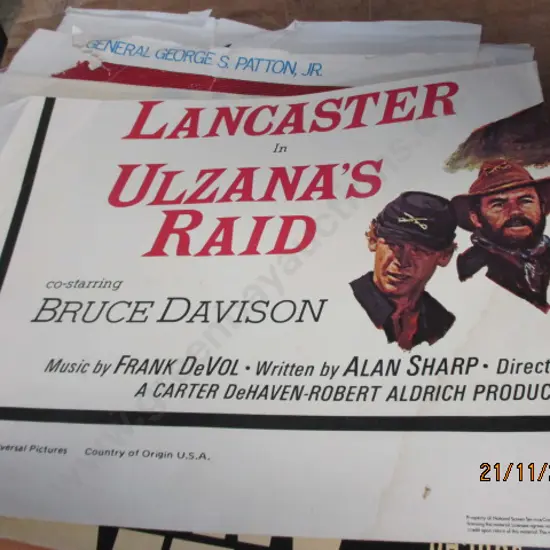 GENERAL GEORGE S. PATTON, JR.
LANCASTER
In
ULZANA'S
RAID
co-starring
BRUCE DAVISON
Music by FRANK DeVOL · Written by ALAN SHARP · Direct
A CARTER DeHAVEN-ROBERT ALDRICH PRODUC
versal Pictures Country of Origin U.S.A.
21/11/2